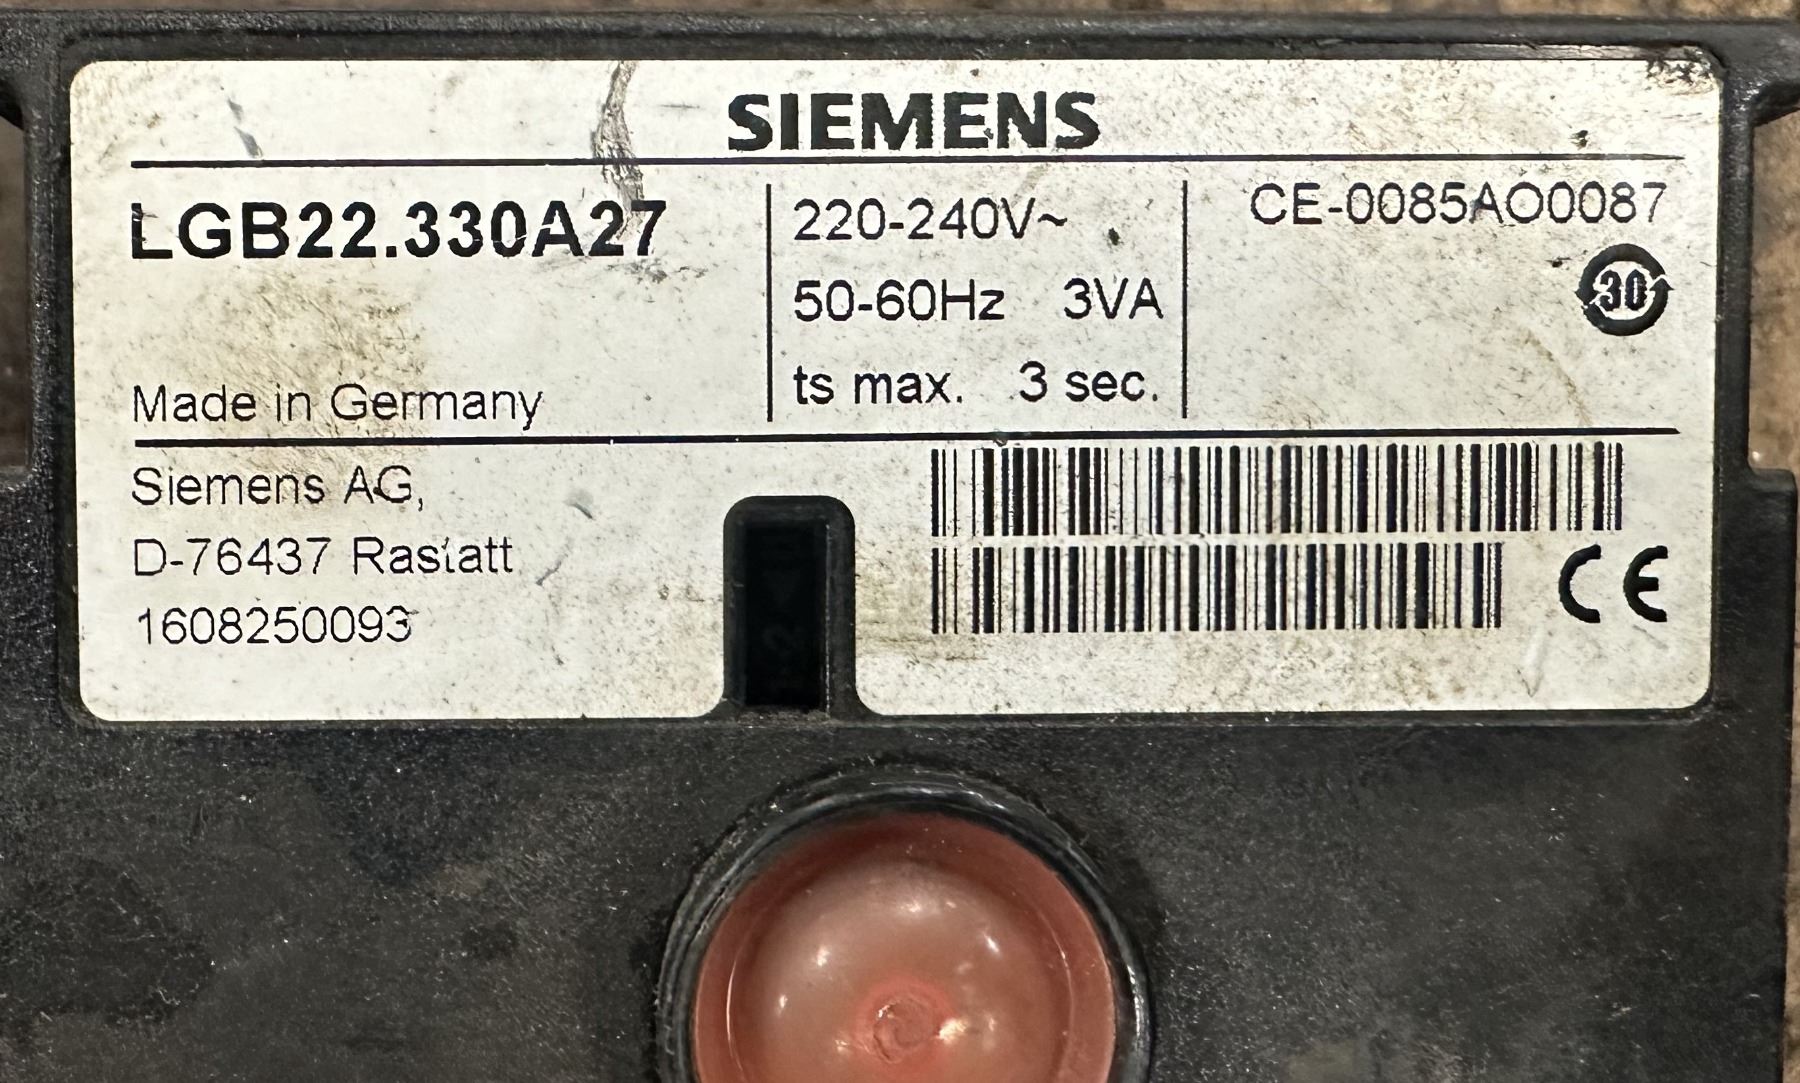 SIEMENS
LGB22.330A27
Made in Germany
220-240V~
50-60Hz 3VA
ts max. 3 sec.
CE-0085AO0087
30
Siemens AG,
D-76437 Rastatt
1608250093
CE